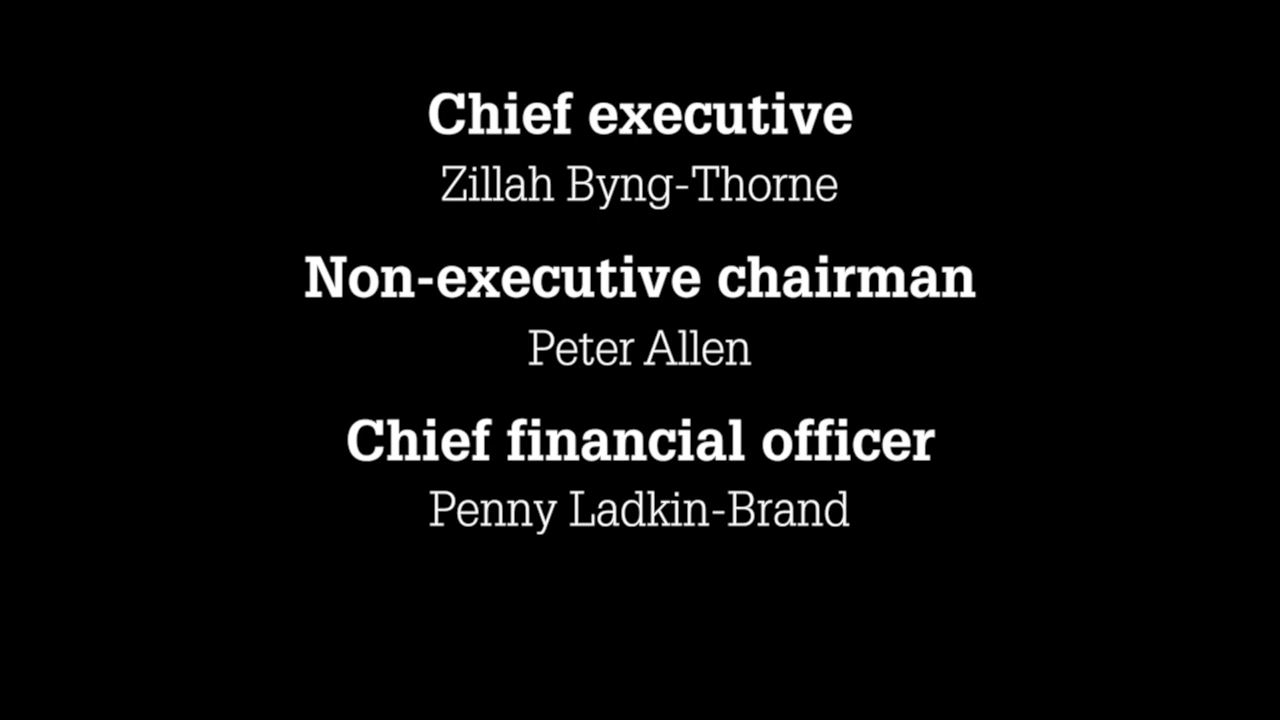 Chief executive
Zillah Byng-Thorne
Non-executive chairman
Peter Allen
Chief financial officer
Penny Ladkin-Brand